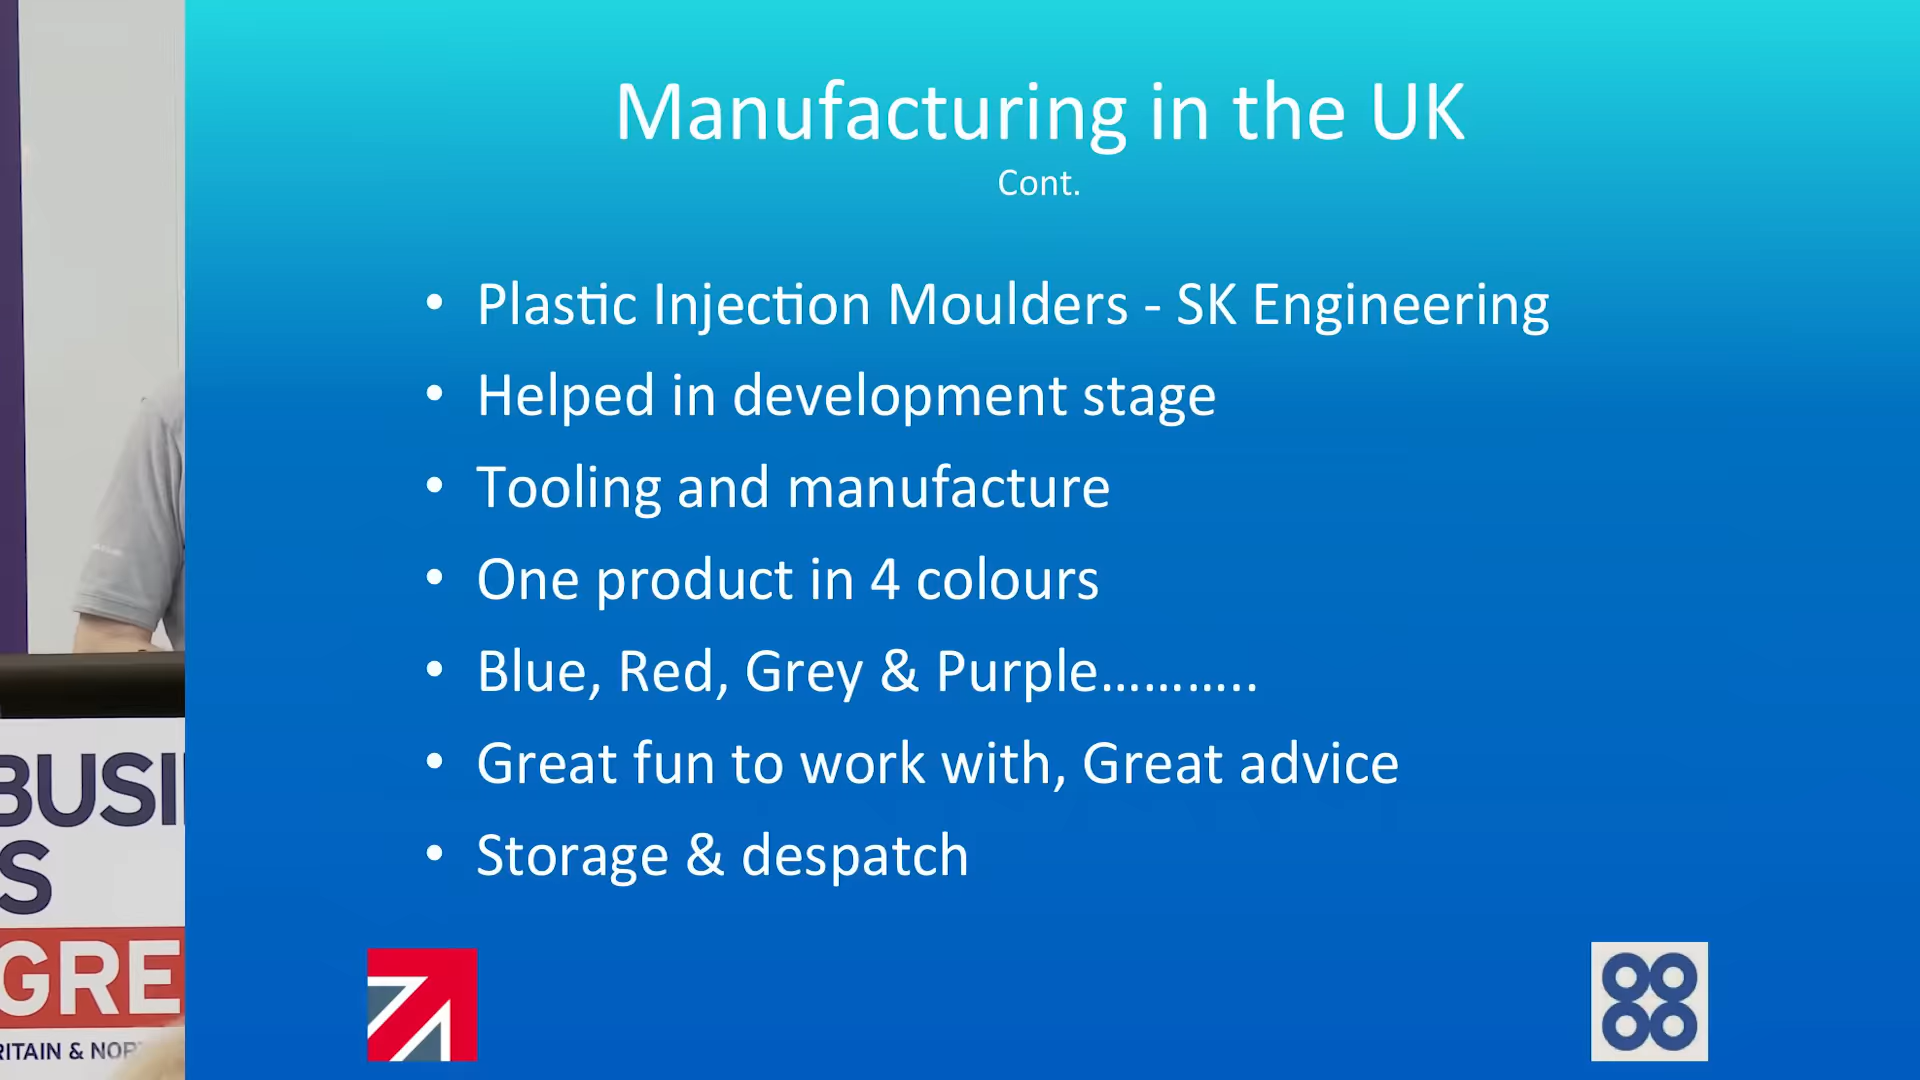 Manufacturing in the UK
Cont.
• Plastic Injection Moulders - SK Engineering
• Helped in development stage
• Tooling and manufacture
• One product in 4 colours
• Blue, Red, Grey & Purple………..
• Great fun to work with, Great advice
• Storage & despatch
BUSI
S
GRE
RITAIN & NOR